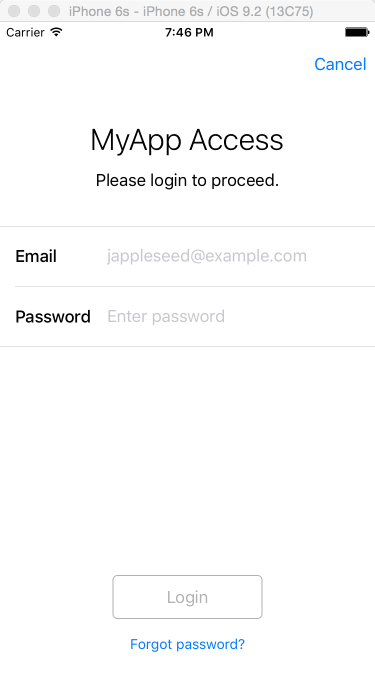 iPhone 6s - iPhone 6s / iOS 9.2 (13C75)
Carrier 7:46 PM
Cancel
MyApp Access
Please login to proceed.
Email jappleseed@example.com
Password Enter password
Login
Forgot password?